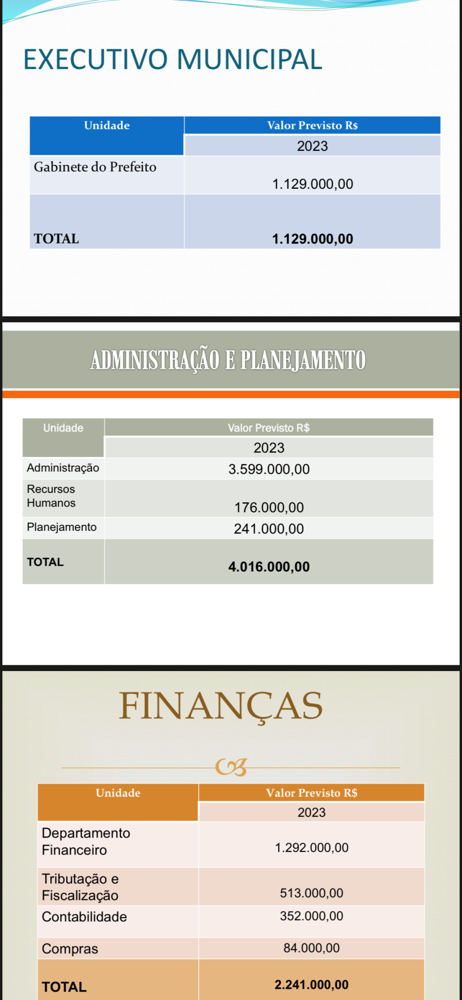 EXECUTIVO MUNICIPAL
Unidade Valor Previsto R$
2023
Gabinete do Prefeito
1.129.000,00
TOTAL 1.129.000,00
ADMINISTRAÇÃO E PLANEJAMENTO
Unidade Valor Previsto R$
2023
Administração 3.599.000,00
Recursos
Humanos 176.000,00
Planejamento 241.000,00
TOTAL 4.016.000,00
FINANÇAS
Unidade Valor Previsto R$
2023
Departamento
Financeiro 1.292.000,00
Tributação e
Fiscalização 513.000,00
Contabilidade 352.000,00
Compras 84.000,00
TOTAL 2.241.000,00